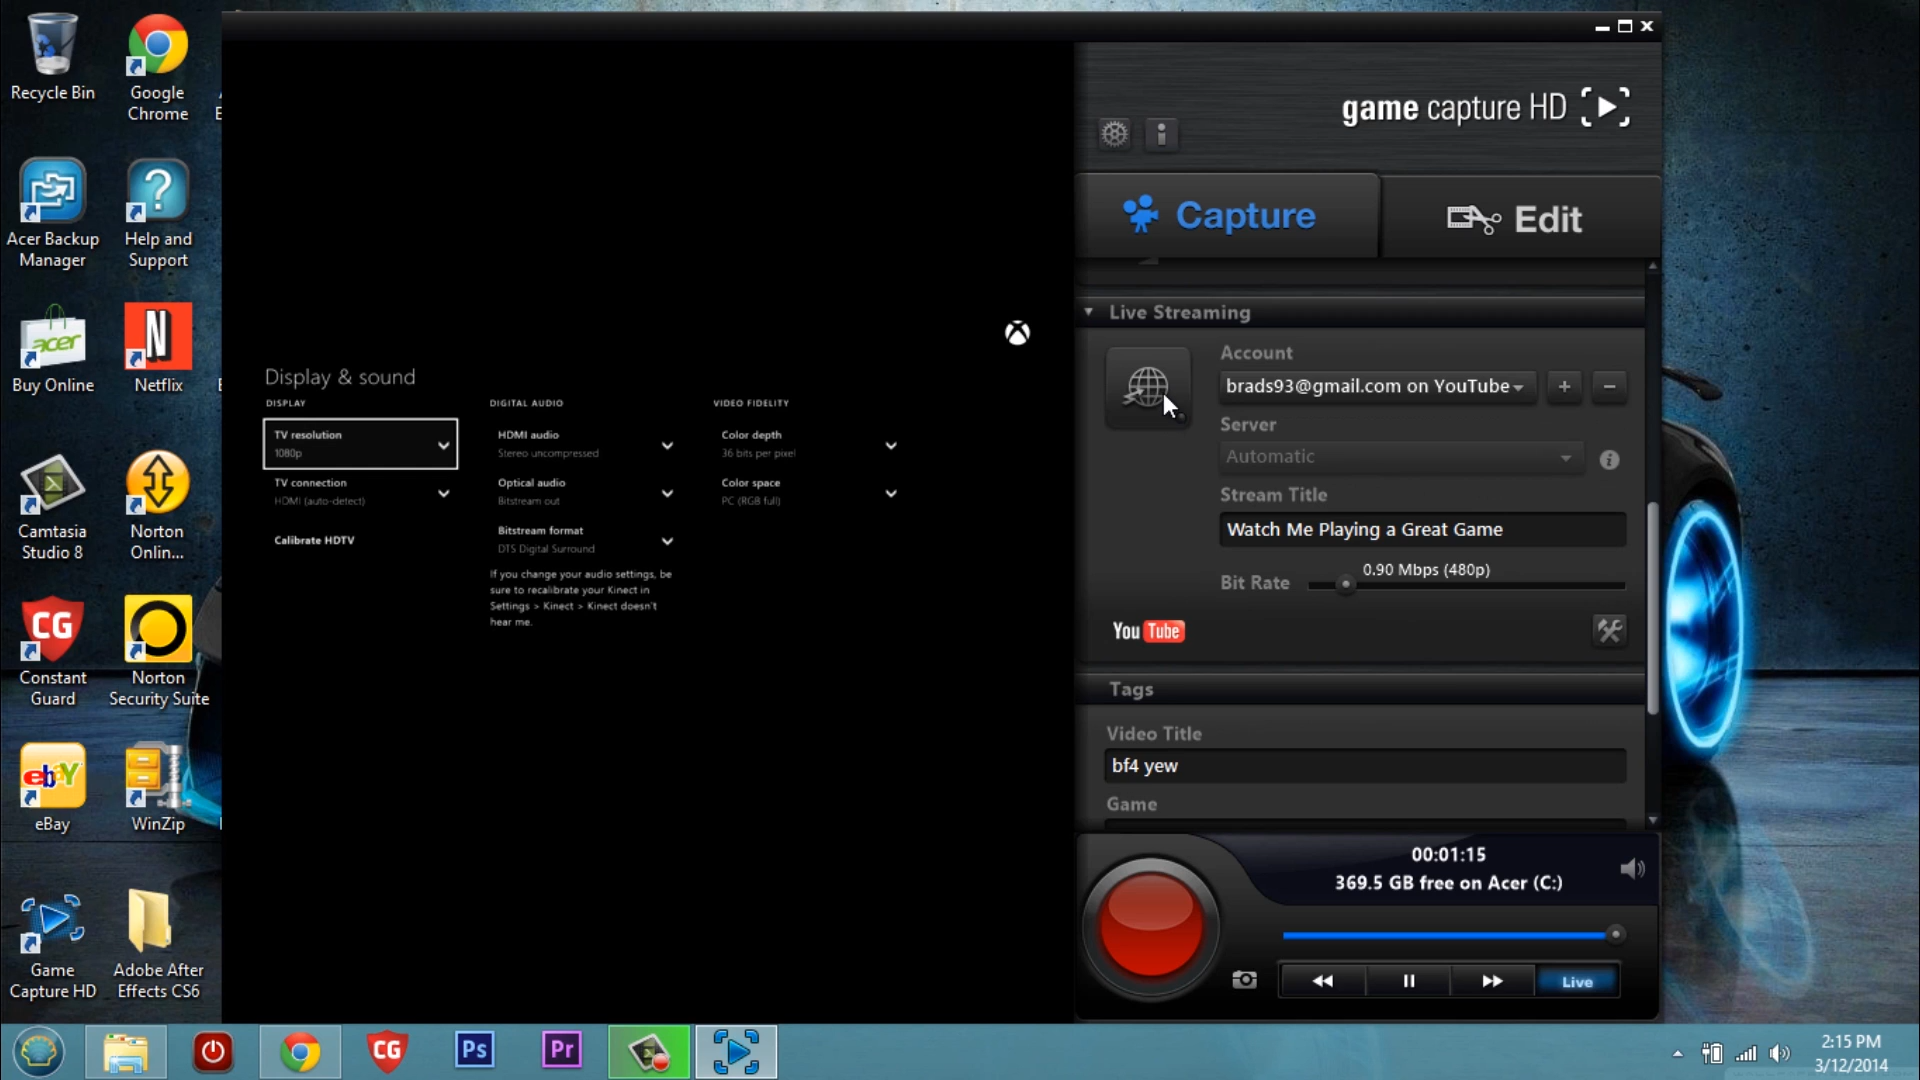 Recycle Bin
Google
Chrome
Acer Backup
Manager
Help and
Support
acer
Buy Online
N
Netflix
Camtasia
Studio 8
Norton
Onlin...
CG
Constant
Guard
Norton
Security Suite
ebY
eBay
WinZip
Game
Capture HD
Adobe After
Effects CS6
Display & sound
DISPLAY
TV resolution
1080p
TV connection
HDMI (auto-detect)
Calibrate HDTV
DIGITAL AUDIO
HDMI audio
Stereo uncompressed
Optical audio
Bitstream out
Bitstream format
DTS Digital Surround
If you change your audio settings, be
sure to recalibrate your Kinect in
Settings > Kinect > Kinect doesn't
hear me.
VIDEO FIDELITY
Color depth
36 bits per pixel
Color space
PC (RGB full)
game capture HD
Capture
Edit
Live Streaming
Account
brads93@gmail.com on YouTube
Server
Automatic
Stream Title
Watch Me Playing a Great Game
Bit Rate
0.90 Mbps (480p)
YouTube
Tags
Video Title
bf4 yew
Game
00:01:15
369.5 GB free on Acer (C:)
Live
CG
Ps
Pr
2:15 PM
3/12/2014